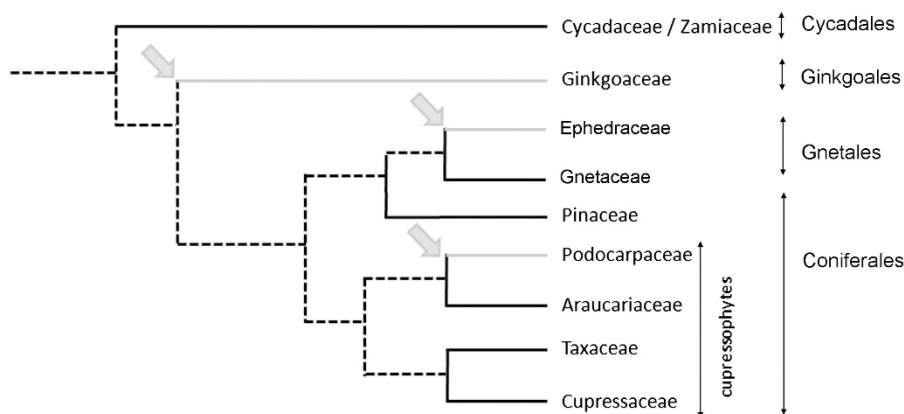 Cycadaceae / Zamiaceae
Cycadales
Ginkgoaceae
Ginkgoales
Ephedraceae
Gnetales
Gnetaceae
Pinaceae
Podocarpaceae
Coniferales
Araucariaceae
cupressophytes
Taxaceae
Cupressaceae